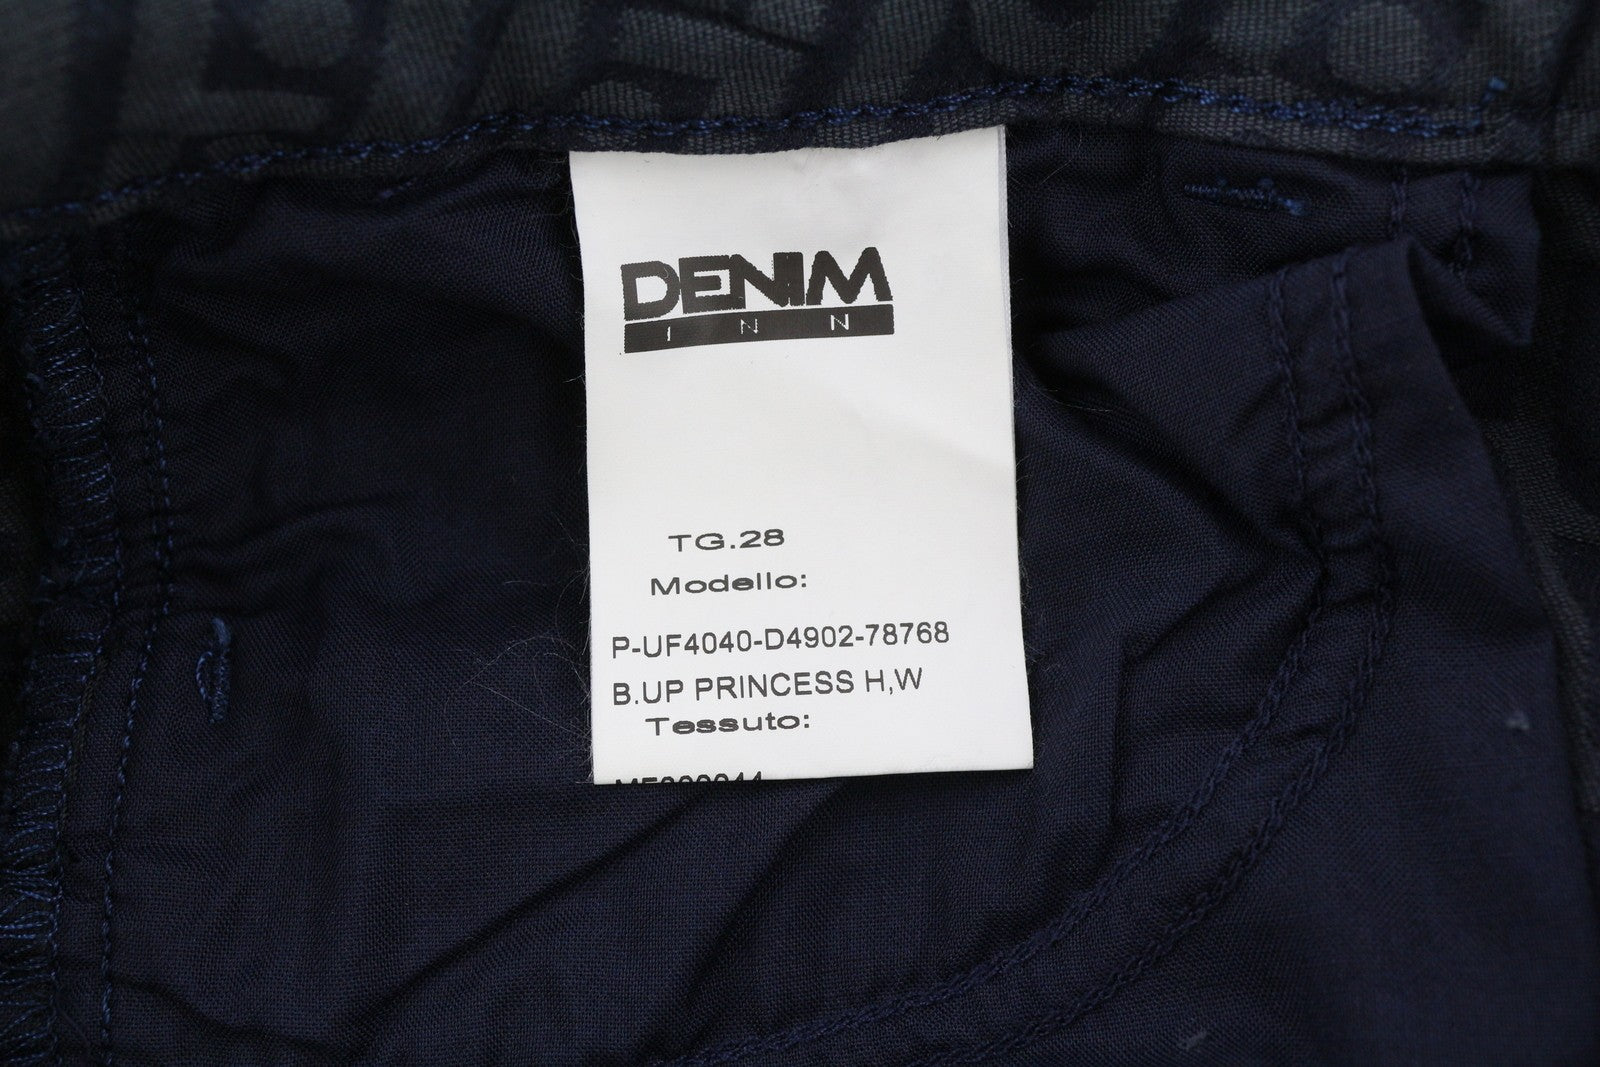 DENIM
INN
TG.28
Modello:
P-UF4040-D4902-78768
B.UP PRINCESS H,W
Tessuto: